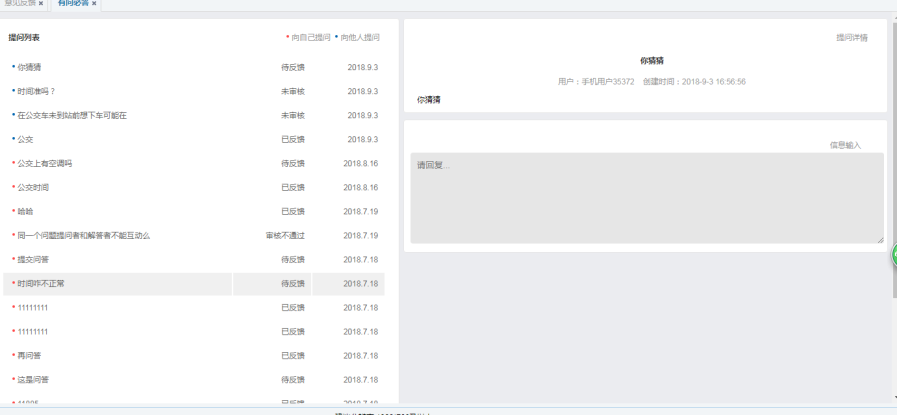 意见反馈 × 有问必答 ×
提问列表 • 向自己提问 • 向他人提问
• 你猜猜 待反馈 2018.9.3
• 时间准吗？ 未审核 2018.9.3
• 在公交车未到站前想下车可能在 未审核 2018.9.3
• 公交 已反馈 2018.9.3
• 公交上有空调吗 待反馈 2018.8.16
• 公交时间 已反馈 2018.8.16
• 哈哈 已反馈 2018.7.19
• 同一个问题提问者和解答者不能互动么 审核不通过 2018.7.19
• 提交问答 待反馈 2018.7.18
• 时间咋不正常 待反馈 2018.7.18
• 11111111 已反馈 2018.7.18
• 11111111 已反馈 2018.7.18
• 再问答 已反馈 2018.7.18
• 这是问答 待反馈 2018.7.18
提问详情
你猜猜
用户：手机用户35372 创建时间：2018-9-3 16:56:56
你猜猜
信息输入
请回复...